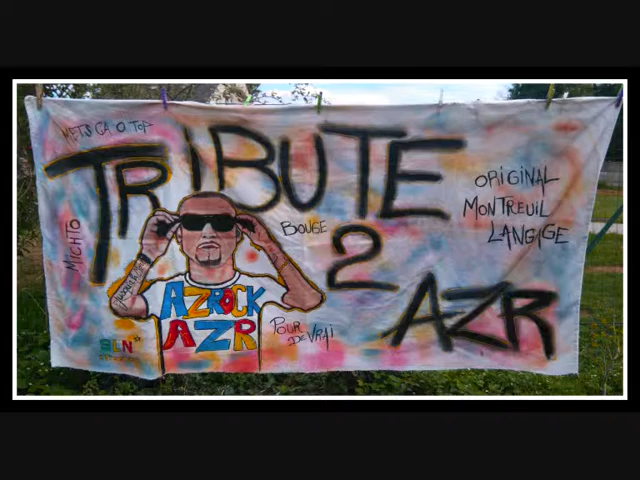 METS ÇA O TOP
TRIBUTE
2
AZR
ORIGINAL
MONTREUIL
LANGAGE
MICHTO
BOUGE
AZROCK
AZR
POUR
DE VRAI